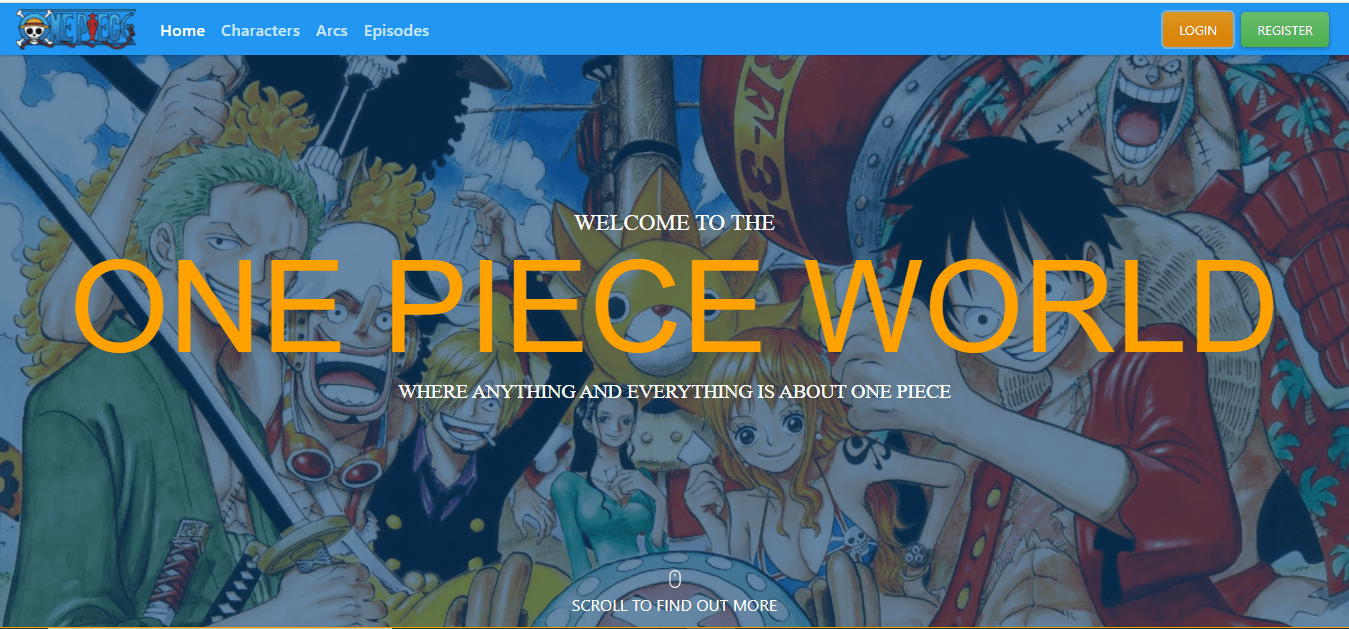 ONE PIECE
Home Characters Arcs Episodes
LOGIN REGISTER
WELCOME TO THE
ONE PIECE WORLD
WHERE ANYTHING AND EVERYTHING IS ABOUT ONE PIECE
SCROLL TO FIND OUT MORE